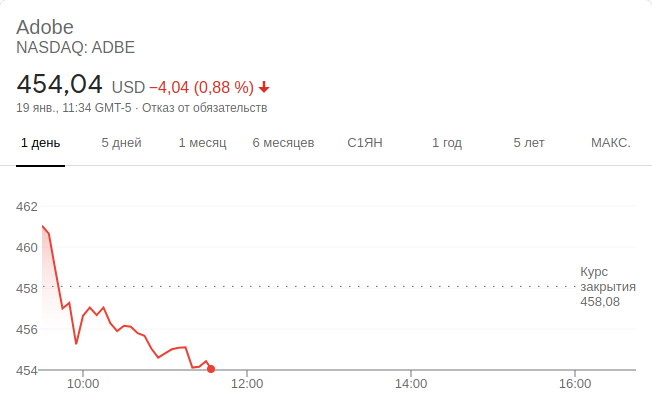 Adobe
NASDAQ: ADBE
454,04 USD −4,04 (0,88 %)
19 янв., 11:34 GMT-5 · Отказ от обязательств
1 день 5 дней 1 месяц 6 месяцев С1ЯН 1 год 5 лет МАКС.
462
460
Курс
458 закрытия
458,08
456
454
10:00 12:00 14:00 16:00